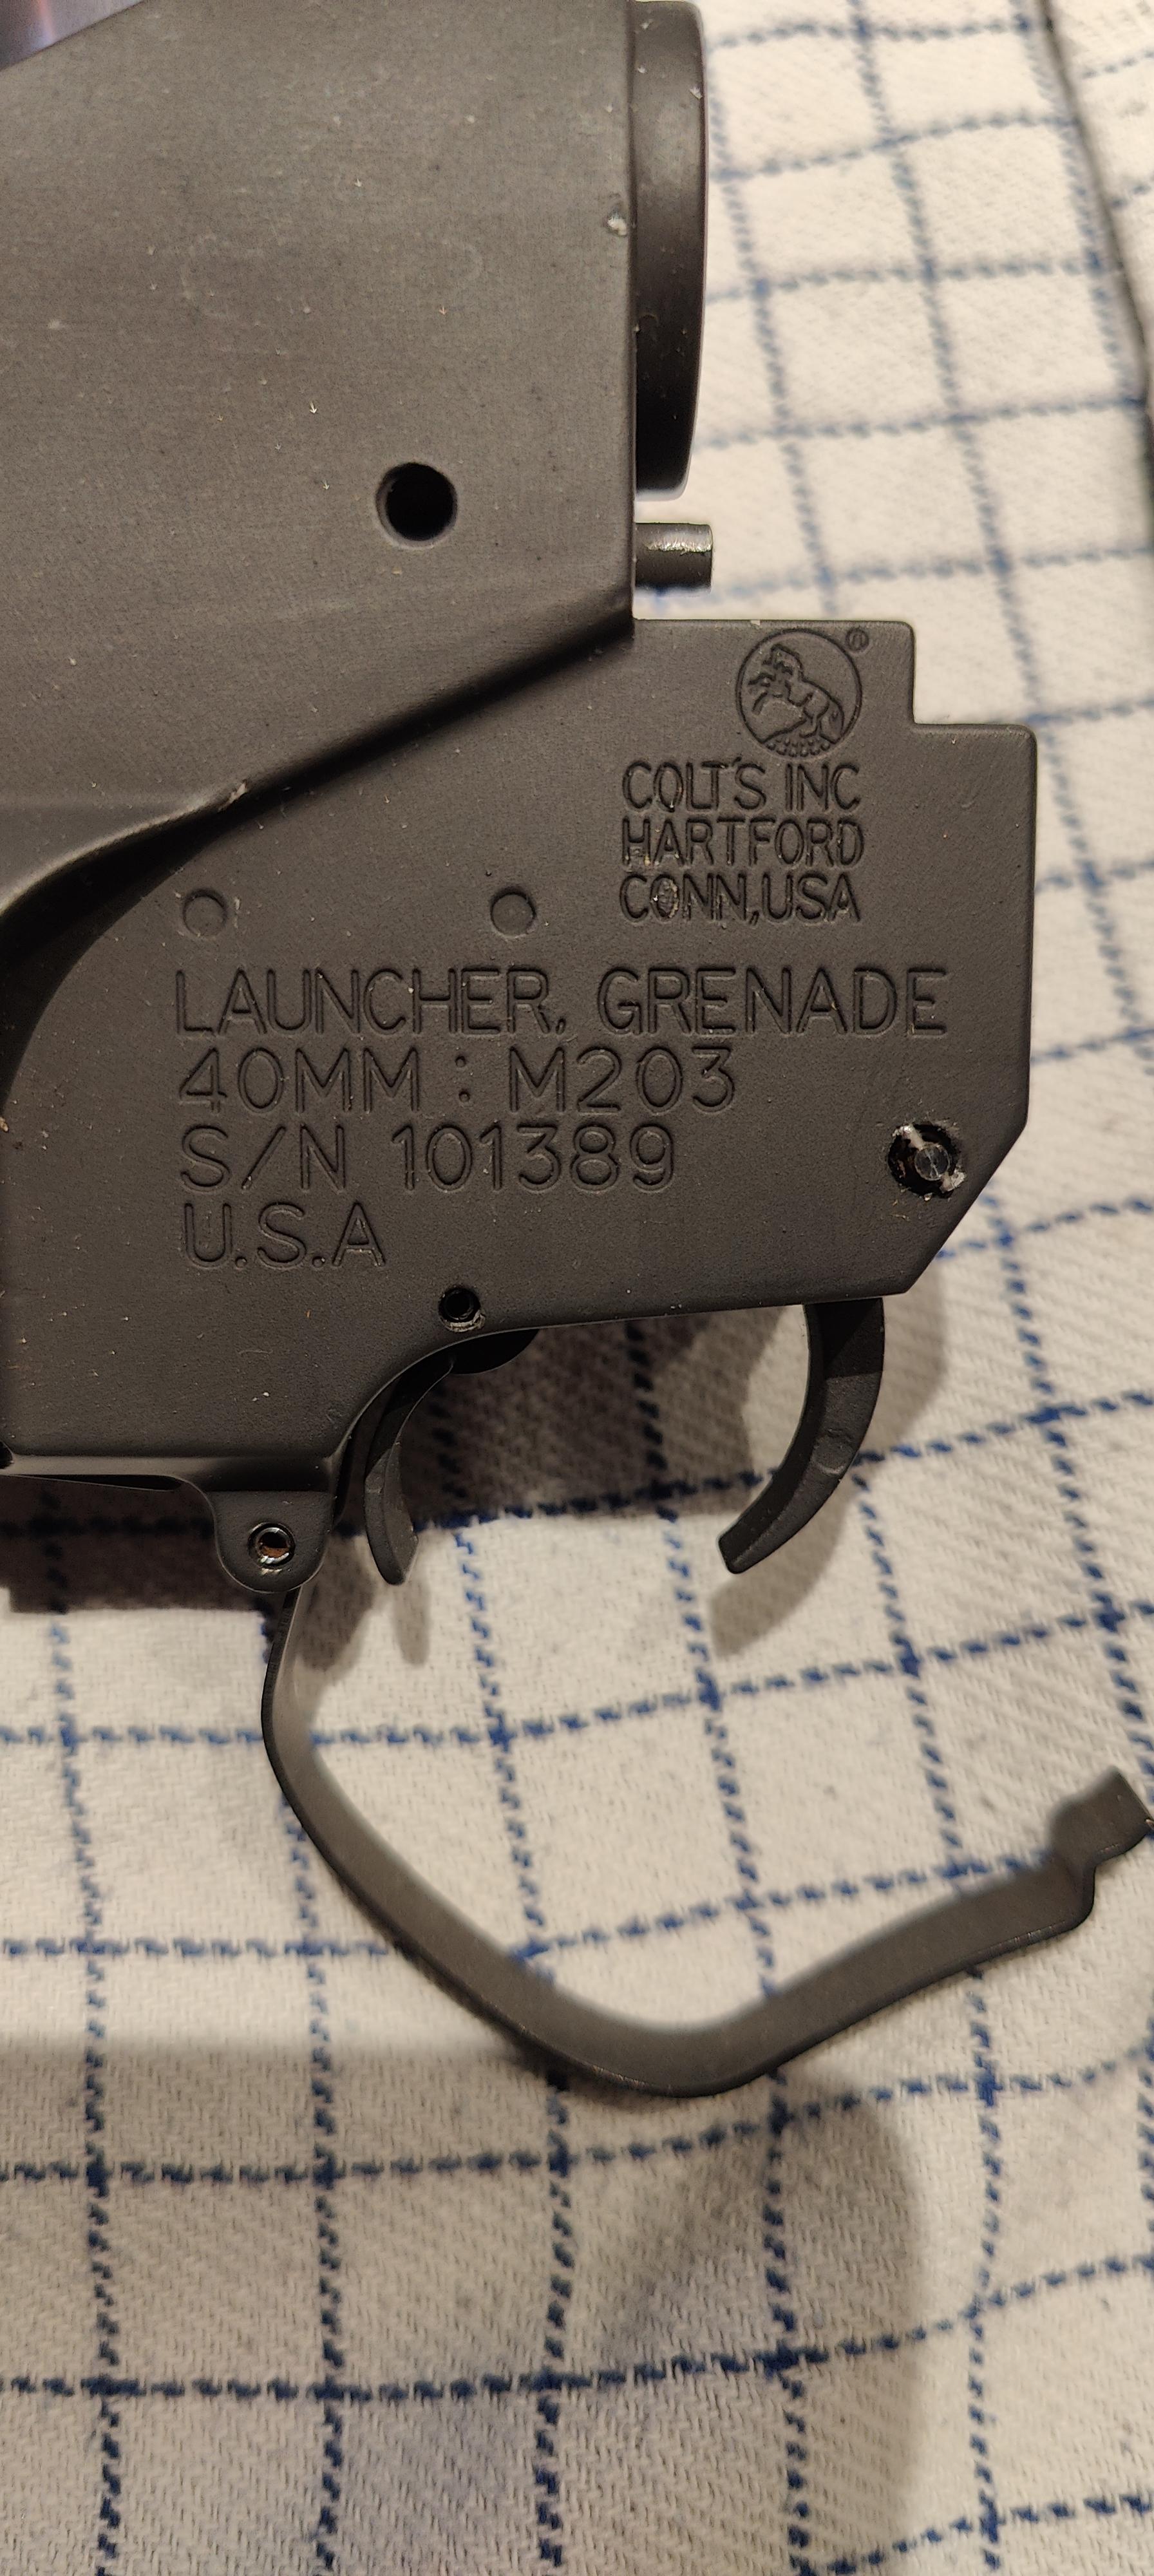 ®
COLT'S INC
HARTFORD
CONN,USA
LAUNCHER, GRENADE
40MM : M203
S/N 101389
U.S.A